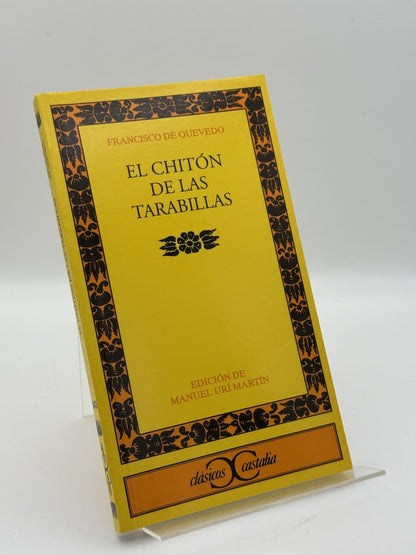 FRANCISCO DE QUEVEDO
EL CHITÓN
DE LAS
TARABILLAS
EDICIÓN DE
MANUEL URÍ MARTÍN
clásicos castalia